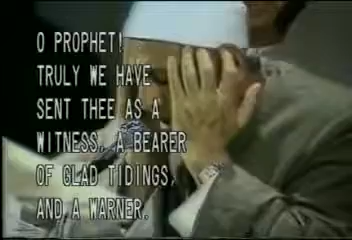 O PROPHET!
TRULY WE HAVE
SENT THEE AS A
WITNESS, A BEARER
OF GLAD TIDINGS,
AND A WARNER.